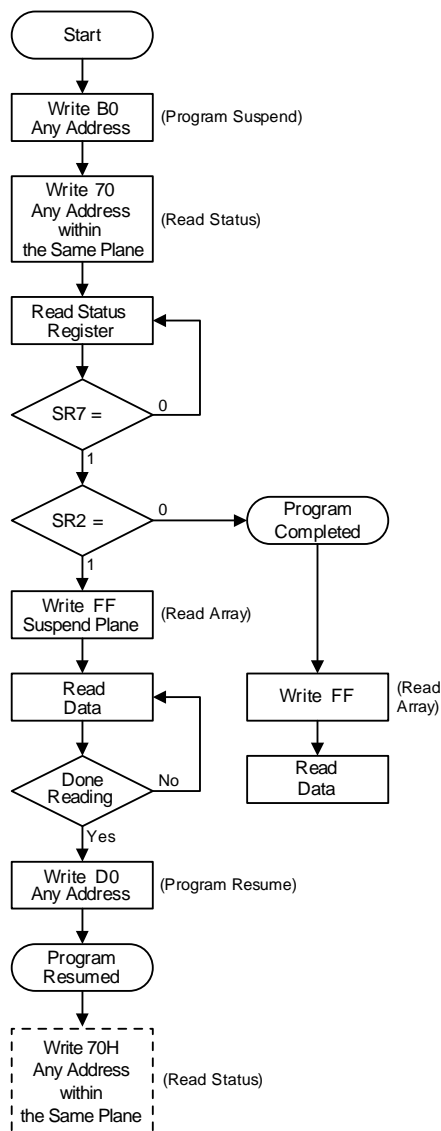 Start
Write B0
Any Address
(Program Suspend)
Write 70
Any Address
within
the Same Plane
(Read Status)
Read Status
Register
SR7 =
0
1
SR2 =
0
Program
Completed
1
Write FF
Suspend Plane
(Read Array)
Read
Data
Write FF
(Read
Array)
Done
Reading
No
Read
Data
Yes
Write D0
Any Address
(Program Resume)
Program
Resumed
Write 70H
Any Address
within
the Same Plane
(Read Status)